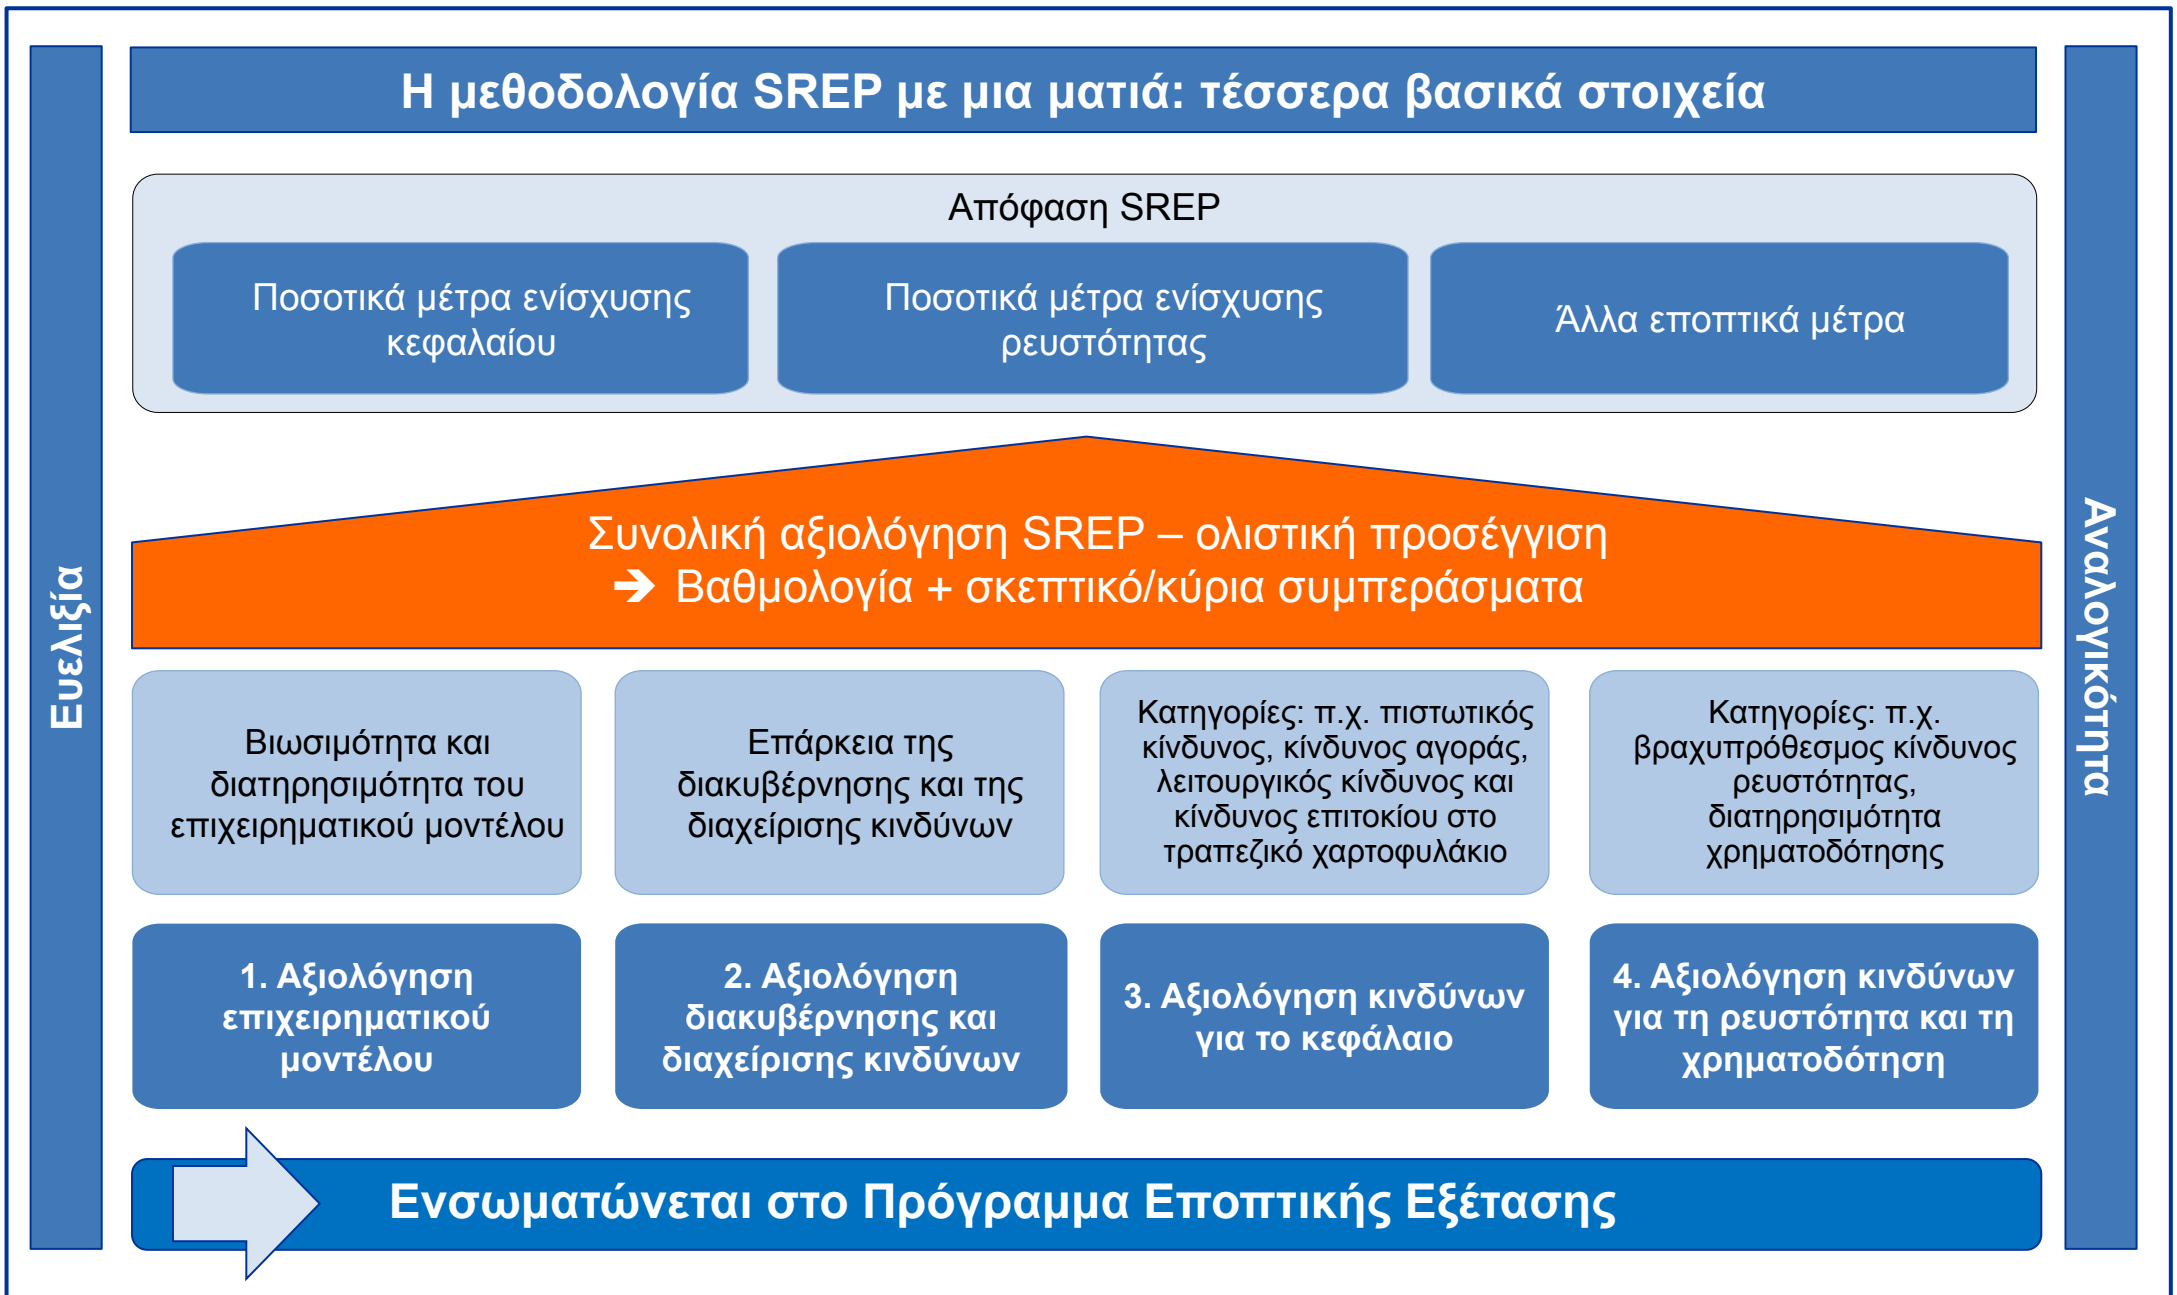 Η μεθοδολογία SREP με μια ματιά: τέσσερα βασικά στοιχεία
Ευελιξία
Αναλογικότητα
Απόφαση SREP
Ποσοτικά μέτρα ενίσχυσης
κεφαλαίου
Ποσοτικά μέτρα ενίσχυσης
ρευστότητας
Άλλα εποπτικά μέτρα
Συνολική αξιολόγηση SREP – ολιστική προσέγγιση
➔ Βαθμολογία + σκεπτικό/κύρια συμπεράσματα
Βιωσιμότητα και
διατηρησιμότητα του
επιχειρηματικού μοντέλου
Επάρκεια της
διακυβέρνησης και της
διαχείρισης κινδύνων
Κατηγορίες: π.χ. πιστωτικός
κίνδυνος, κίνδυνος αγοράς,
λειτουργικός κίνδυνος και
κίνδυνος επιτοκίου στο
τραπεζικό χαρτοφυλάκιο
Κατηγορίες: π.χ.
βραχυπρόθεσμος κίνδυνος
ρευστότητας,
διατηρησιμότητα
χρηματοδότησης
1. Αξιολόγηση
επιχειρηματικού
μοντέλου
2. Αξιολόγηση
διακυβέρνησης και
διαχείρισης κινδύνων
3. Αξιολόγηση κινδύνων
για το κεφάλαιο
4. Αξιολόγηση κινδύνων
για τη ρευστότητα και τη
χρηματοδότηση
Ενσωματώνεται στο Πρόγραμμα Εποπτικής Εξέτασης